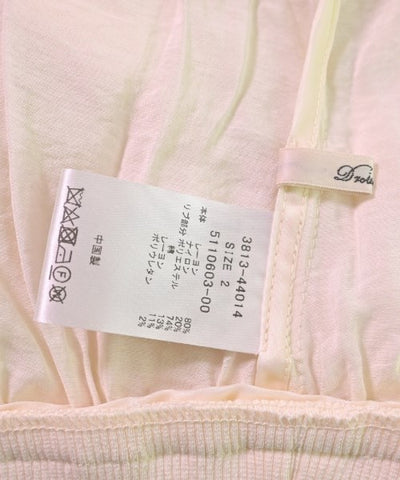 3813-44014
SIZE 2
5110603-00
本体 レーヨン 80%
ナイロン 20%
リブ部分 ポリエステル 74%
綿 13%
レーヨン 11%
ポリウレタン 2%
中国製